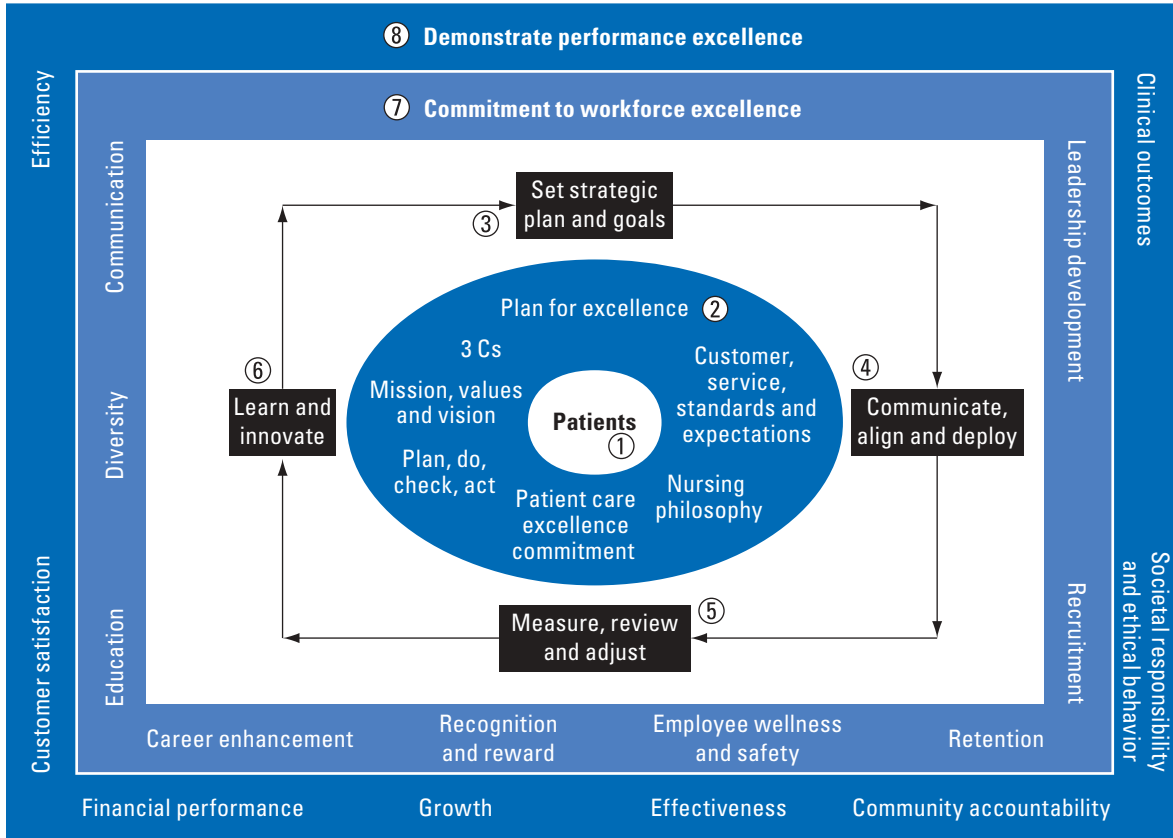 ⑧ Demonstrate performance excellence
Efficiency
Clinical outcomes
⑦ Commitment to workforce excellence
Communication
Leadership development
Set strategic
plan and goals
③
Plan for excellence ②
3 Cs
Mission, values
and vision
Plan, do,
check, act
Patient care
excellence
commitment
Nursing
philosophy
Customer,
service,
standards and
expectations
Patients
①
④
Communicate,
align and deploy
⑤
Measure, review
and adjust
⑥
Learn and
innovate
Diversity
Education
Recruitment
Customer satisfaction
Societal responsibility
and ethical behavior
Career enhancement
Recognition
and reward
Employee wellness
and safety
Retention
Financial performance
Growth
Effectiveness
Community accountability